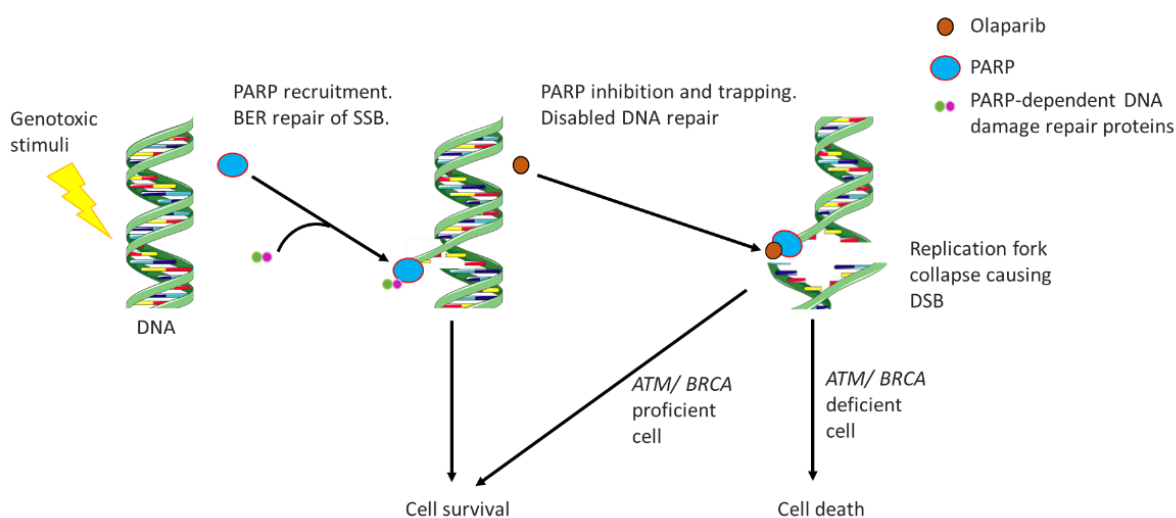 Olaparib
PARP
PARP-dependent DNA
damage repair proteins
Genotoxic
stimuli
PARP recruitment.
BER repair of SSB.
PARP inhibition and trapping.
Disabled DNA repair
DNA
Replication fork
collapse causing
DSB
ATM/ BRCA
proficient
cell
ATM/ BRCA
deficient
cell
Cell survival
Cell death